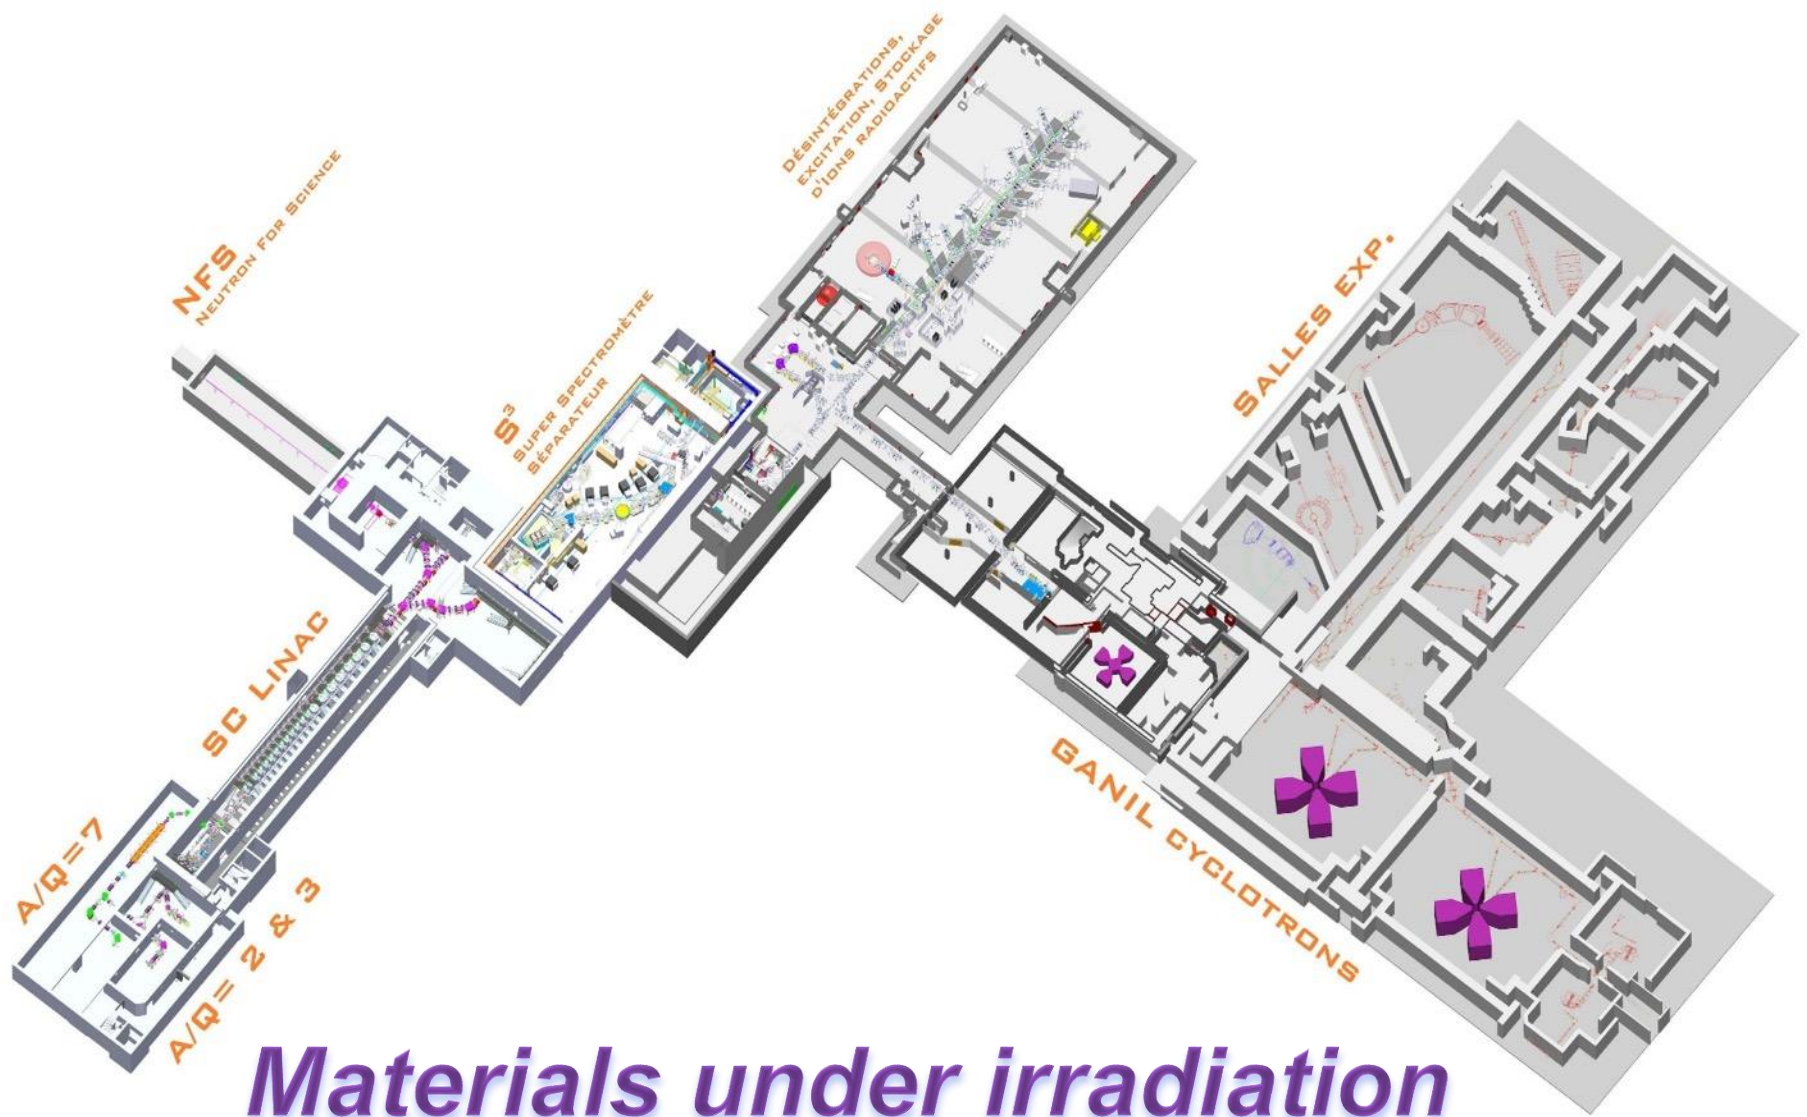 DÉSINTÉGRATIONS,
EXCITATION, STOCKAGE
D'IONS RADIOACTIFS
NFS
NEUTRON FOR SCIENCE
SALLES EXP.
S³
SUPER SPECTROMÈTRE
SÉPARATEUR
SC LINAC
GANIL CYCLOTRONS
A/Q=7
A/Q= 2 & 3
Materials under irradiation